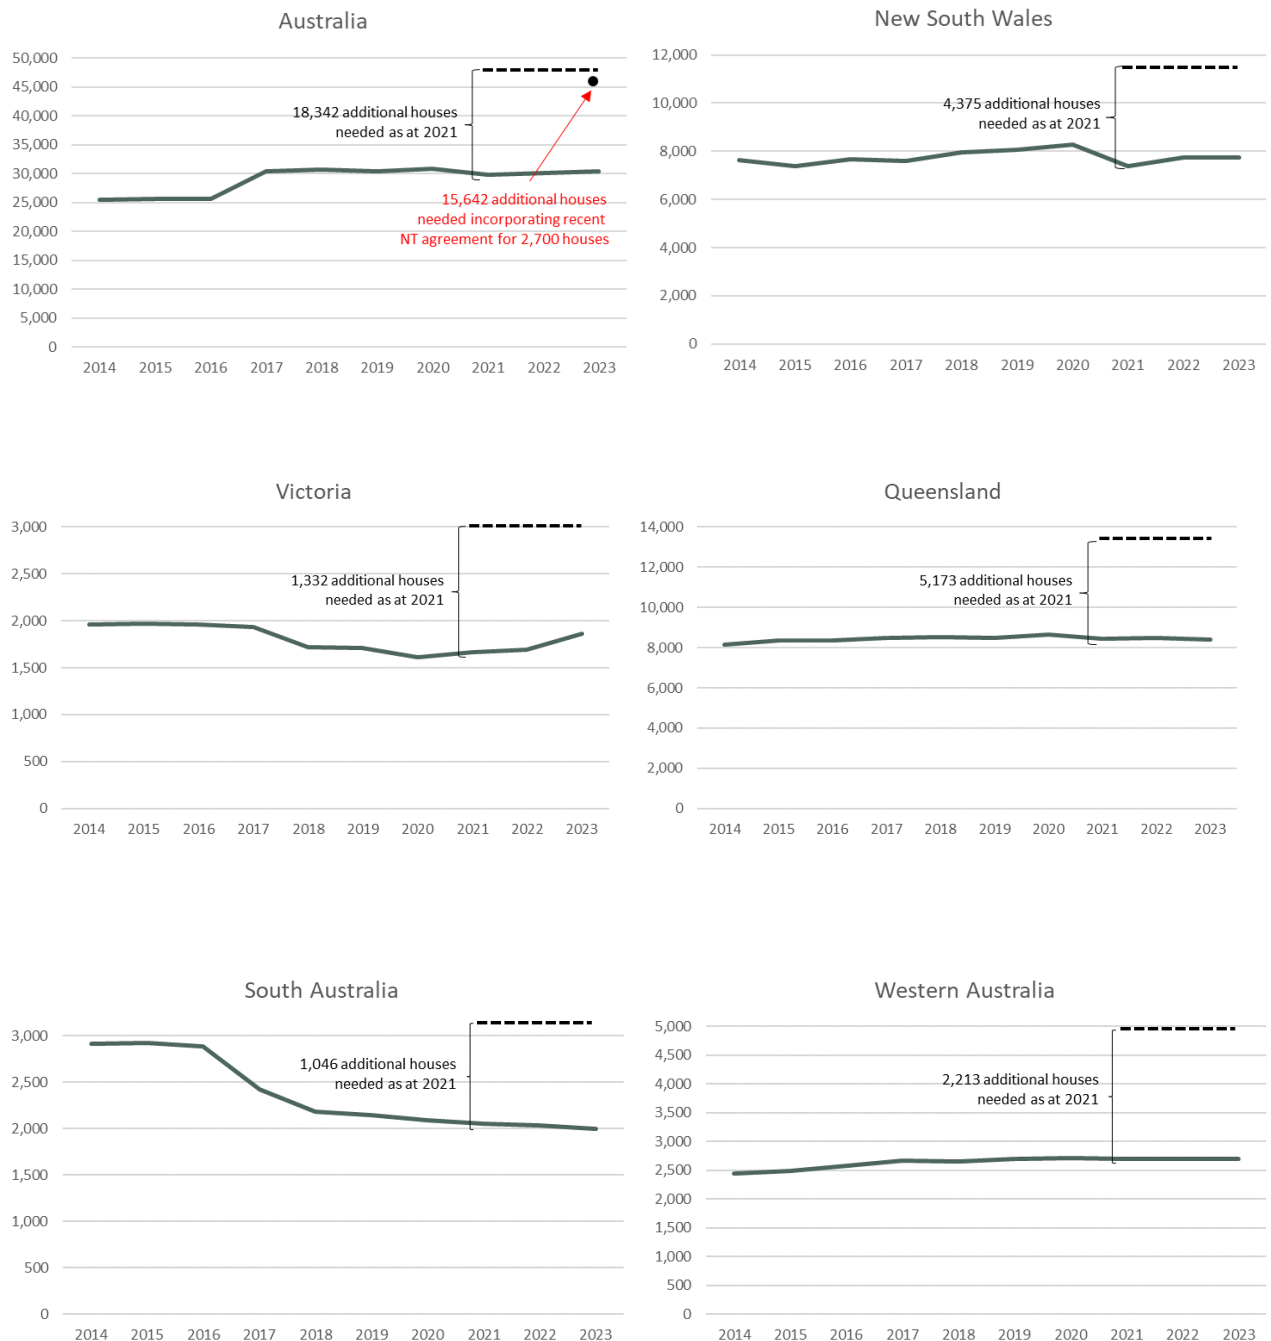 Australia
50,000
45,000
40,000
35,000
30,000
25,000
20,000
15,000
10,000
5,000
0
18,342 additional houses
needed as at 2021
15,642 additional houses
needed incorporating recent
NT agreement for 2,700 houses
2014 2015 2016 2017 2018 2019 2020 2021 2022 2023
New South Wales
12,000
10,000
8,000
6,000
4,000
2,000
0
4,375 additional houses
needed as at 2021
2014 2015 2016 2017 2018 2019 2020 2021 2022 2023
Victoria
3,000
2,500
2,000
1,500
1,000
500
0
1,332 additional houses
needed as at 2021
2014 2015 2016 2017 2018 2019 2020 2021 2022 2023
Queensland
14,000
12,000
10,000
8,000
6,000
4,000
2,000
0
5,173 additional houses
needed as at 2021
2014 2015 2016 2017 2018 2019 2020 2021 2022 2023
South Australia
3,000
2,500
2,000
1,500
1,000
500
0
1,046 additional houses
needed as at 2021
2014 2015 2016 2017 2018 2019 2020 2021 2022 2023
Western Australia
5,000
4,500
4,000
3,500
3,000
2,500
2,000
1,500
1,000
500
0
2,213 additional houses
needed as at 2021
2014 2015 2016 2017 2018 2019 2020 2021 2022 2023